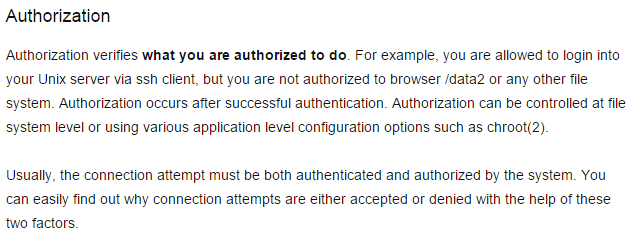 Authorization
Authorization verifies what you are authorized to do. For example, you are allowed to login into
your Unix server via ssh client, but you are not authorized to browser /data2 or any other file
system. Authorization occurs after successful authentication. Authorization can be controlled at file
system level or using various application level configuration options such as chroot(2).
Usually, the connection attempt must be both authenticated and authorized by the system. You
can easily find out why connection attempts are either accepted or denied with the help of these
two factors.